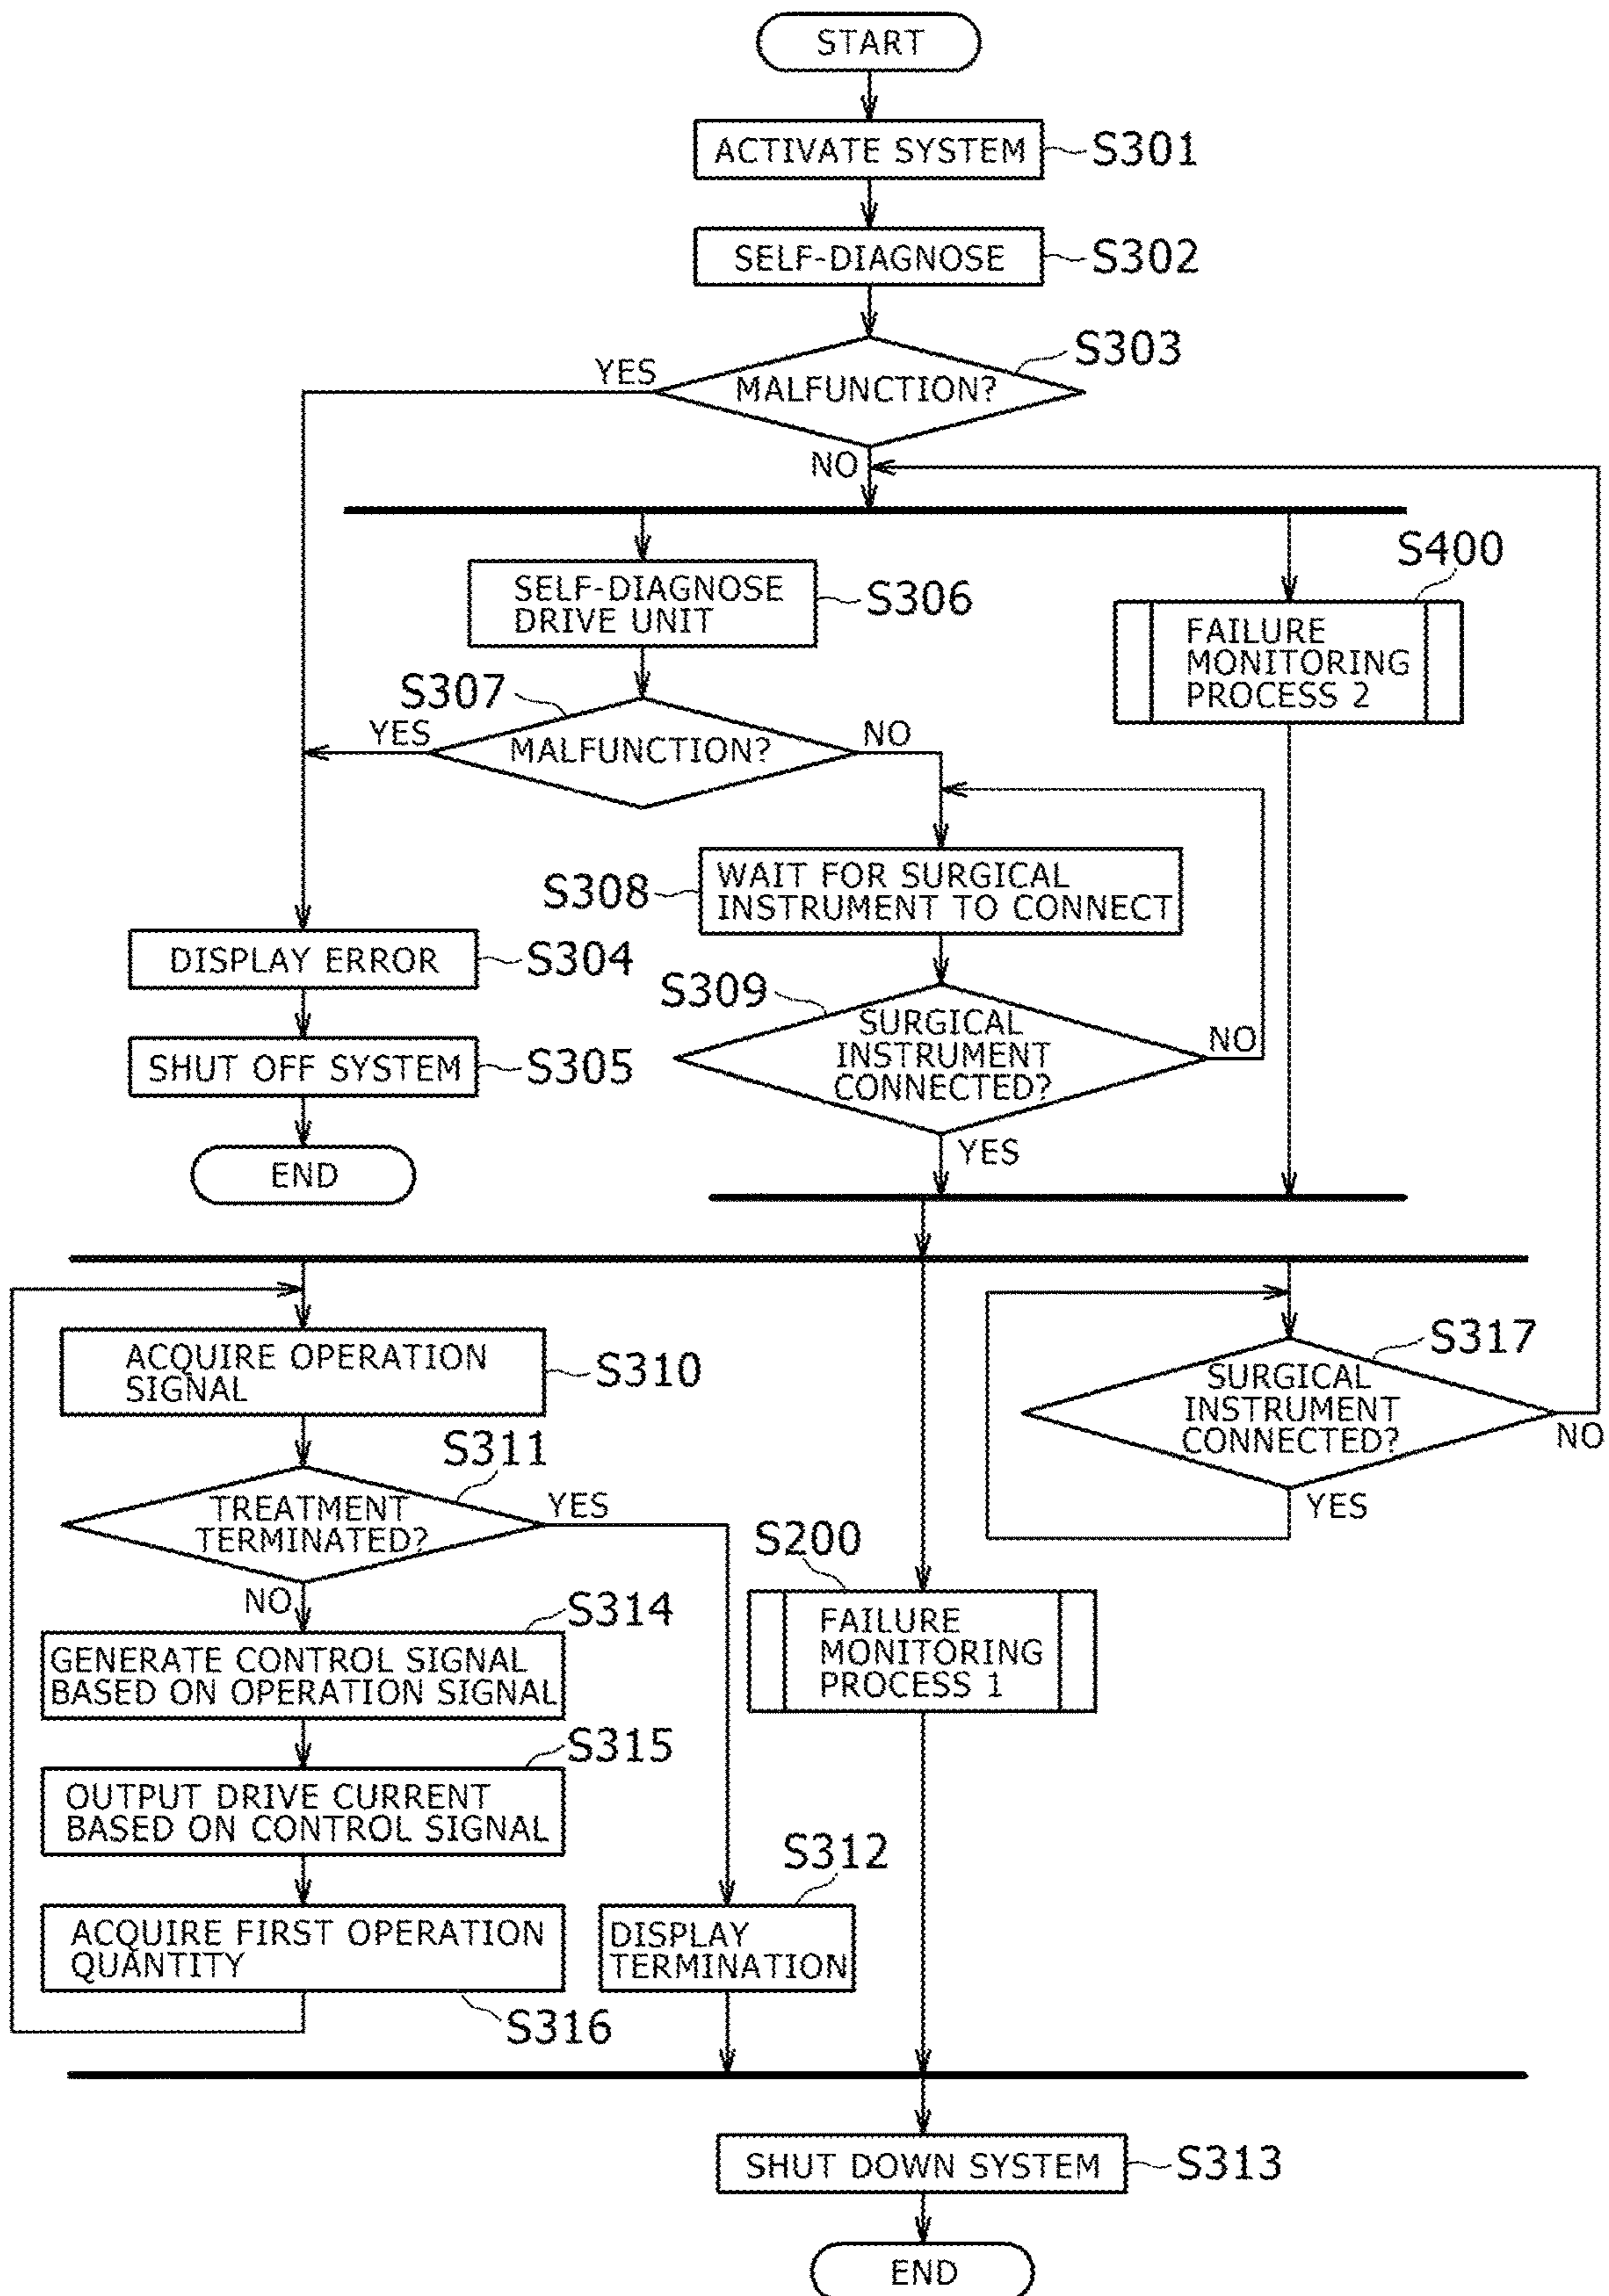 START
ACTIVATE SYSTEM
S301
SELF-DIAGNOSE
S302
S303
YES
MALFUNCTION?
NO
S400
SELF-DIAGNOSE
DRIVE UNIT
S306
FAILURE
MONITORING
PROCESS 2
S307
YES
MALFUNCTION?
NO
S308
WAIT FOR SURGICAL
INSTRUMENT TO CONNECT
DISPLAY ERROR
S304
S309
SURGICAL
INSTRUMENT
CONNECTED?
NO
SHUT OFF SYSTEM
S305
YES
END
ACQUIRE OPERATION
SIGNAL
S310
S317
SURGICAL
INSTRUMENT
CONNECTED?
NO
YES
S311
TREATMENT
TERMINATED?
YES
NO
S200
FAILURE
MONITORING
PROCESS 1
S314
GENERATE CONTROL SIGNAL
BASED ON OPERATION SIGNAL
S315
OUTPUT DRIVE CURRENT
BASED ON CONTROL SIGNAL
S312
ACQUIRE FIRST OPERATION
QUANTITY
DISPLAY
TERMINATION
S316
SHUT DOWN SYSTEM
S313
END